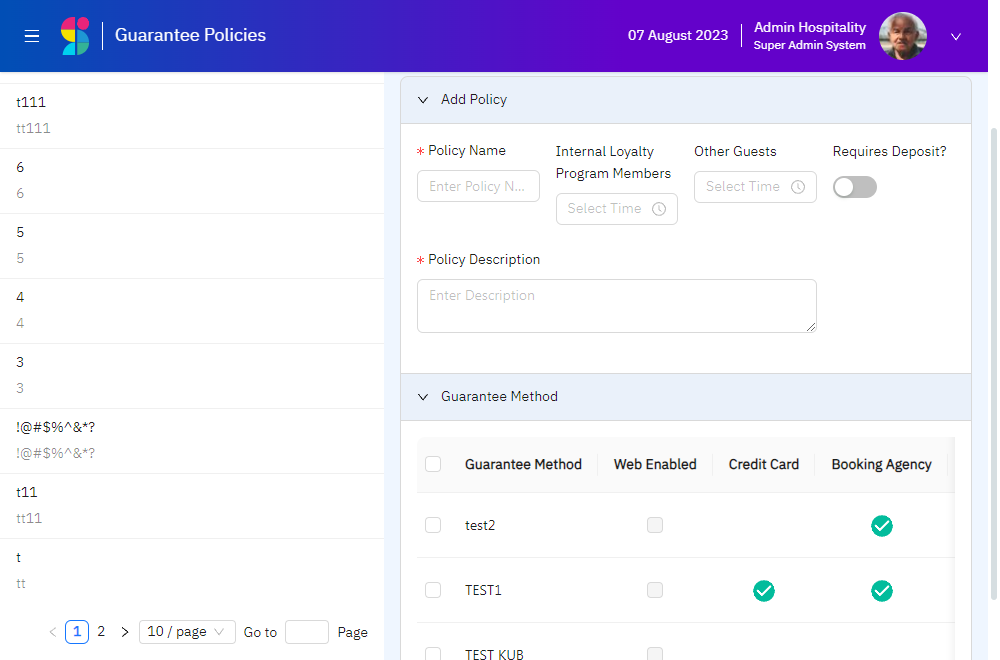 Guarantee Policies
07 August 2023
Admin Hospitality
Super Admin System
t111
tt111
6
6
5
5
4
4
3
3
!@#$%^&*?
!@#$%^&*?
t11
tt11
t
tt
1 2 10 / page Go to Page
Add Policy
* Policy Name
Enter Policy N...
Internal Loyalty
Program Members
Select Time
Other Guests
Select Time
Requires Deposit?
* Policy Description
Enter Description
Guarantee Method
Guarantee Method Web Enabled Credit Card Booking Agency
test2
TEST1
TEST KUB